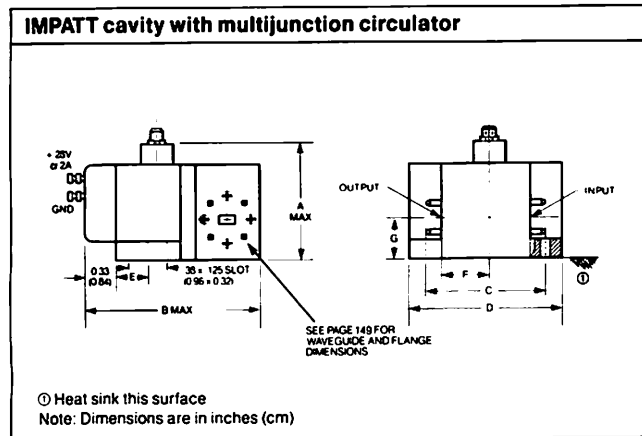 IMPATT cavity with multijunction circulator
+ 28V
@ 2A
GND
A
MAX
OUTPUT
INPUT
G
0.33
(0.84)
E
.38 x .125 SLOT
(0.96 x 0.32)
F
C
D
①
B MAX
SEE PAGE 149 FOR
WAVEGUIDE AND FLANGE
DIMENSIONS
① Heat sink this surface
Note: Dimensions are in inches (cm)